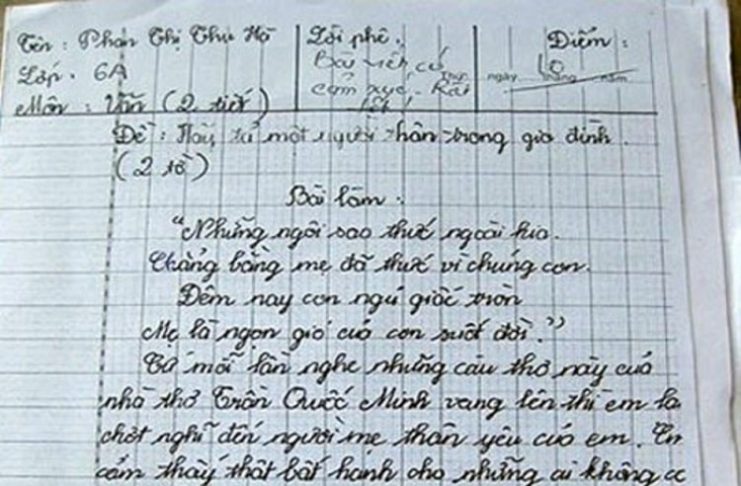 Tên : Phan Thị Thu Hà
Lời phê.
Điểm :
Lớp : 6A
Bài viết có
10
Thứ ngày tháng năm
Môn : Văn (2 tiết)
cảm xúc. Rất
tốt!
Đề : Hãy tả một người thân trong gia đình.
(2 tờ)
Bài làm :
"Những ngôi sao thức ngoài kia
Chẳng bằng mẹ đã thức vì chúng con.
Đêm nay con ngủ giấc tròn
Mẹ là ngọn gió của con suốt đời."
Cứ mỗi lần nghe những câu thơ này của
nhà thơ Trần Quốc Minh vang lên thì em lại
chợt nghĩ đến người mẹ thân yêu của em. Em
cảm thấy thật bất hạnh cho những ai không